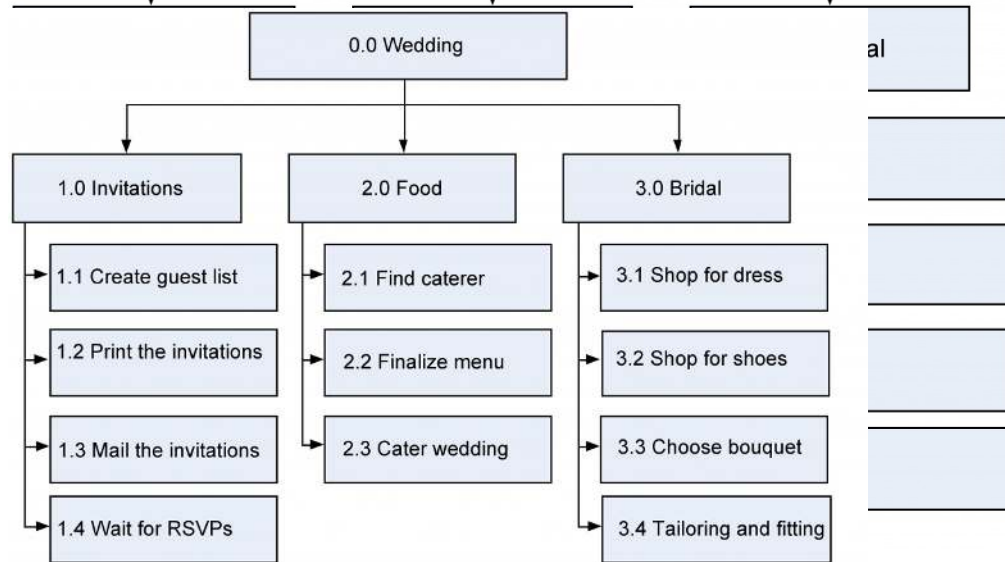 0.0 Wedding
al
1.0 Invitations
2.0 Food
3.0 Bridal
1.1 Create guest list
2.1 Find caterer
3.1 Shop for dress
1.2 Print the invitations
2.2 Finalize menu
3.2 Shop for shoes
1.3 Mail the invitations
2.3 Cater wedding
3.3 Choose bouquet
1.4 Wait for RSVPs
3.4 Tailoring and fitting